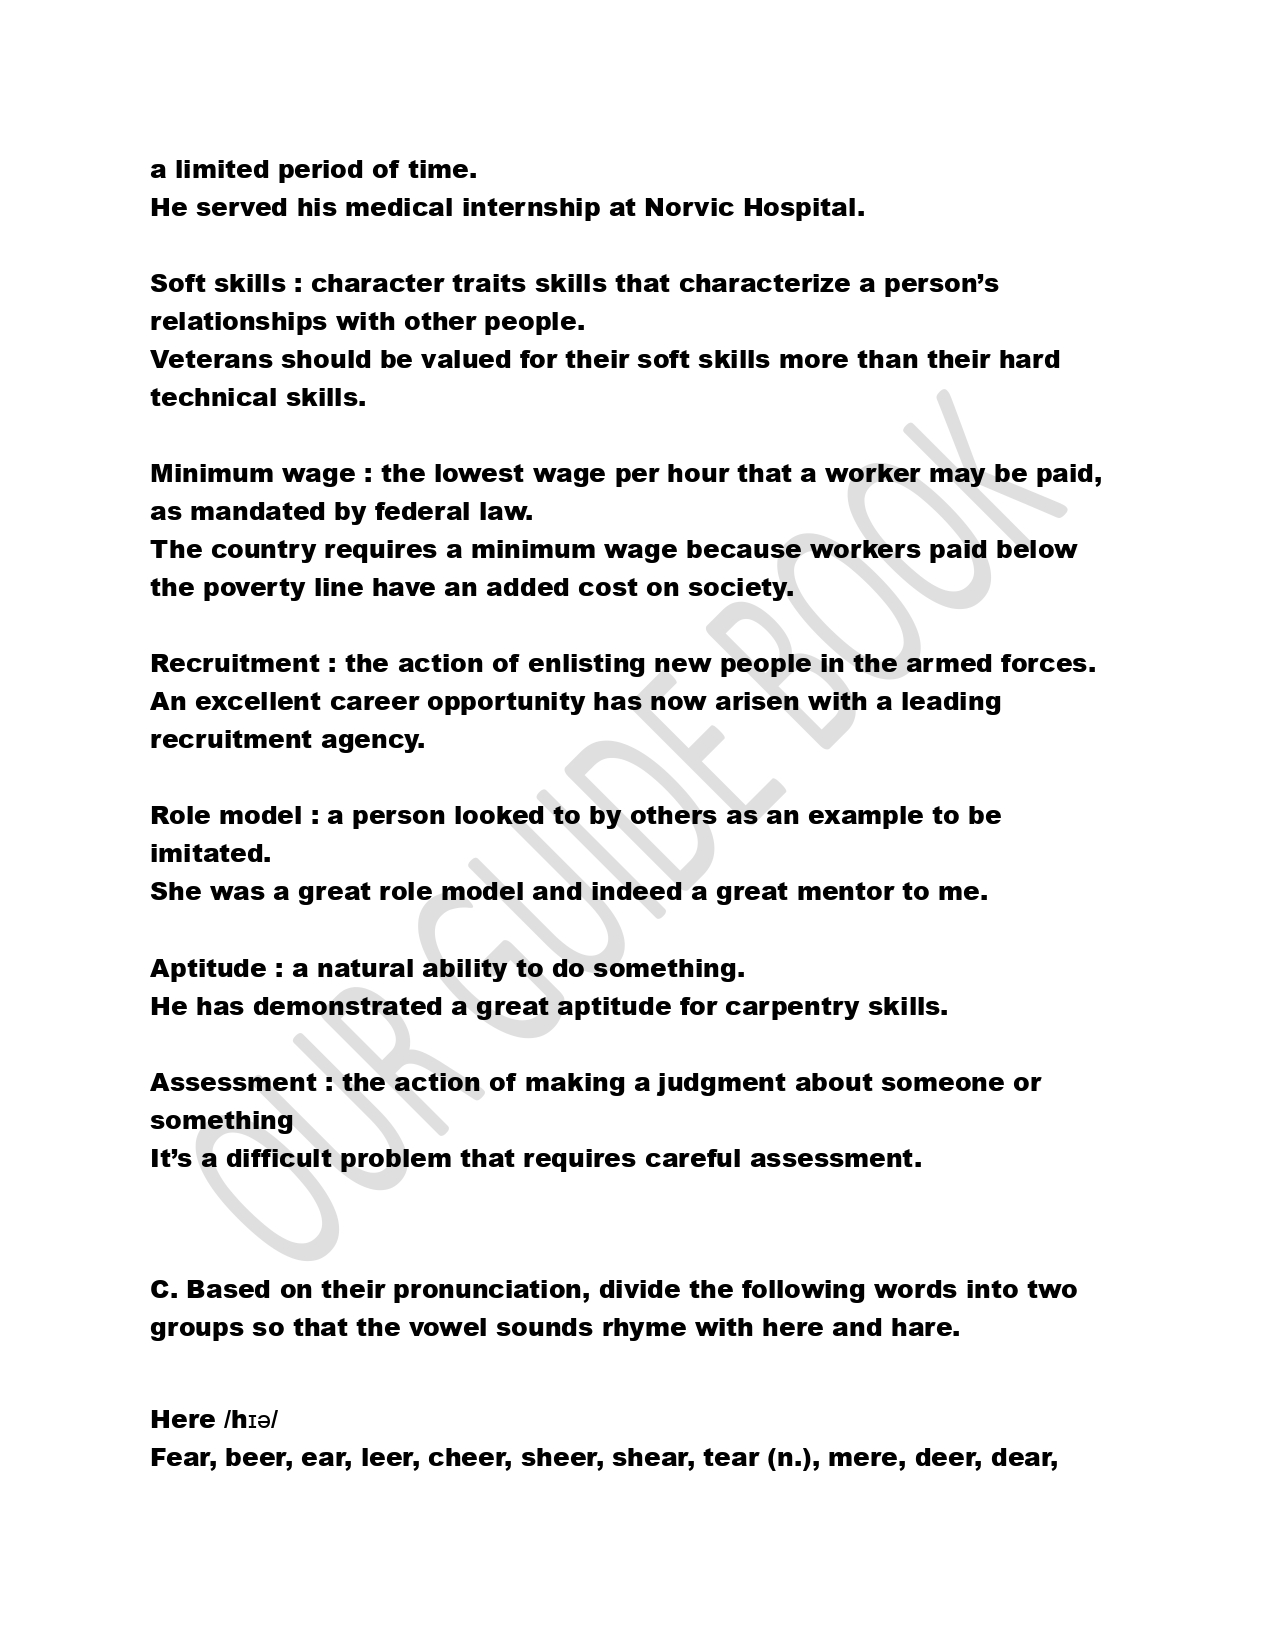 a limited period of time.
He served his medical internship at Norvic Hospital.
Soft skills : character traits skills that characterize a person’s
relationships with other people.
Veterans should be valued for their soft skills more than their hard
technical skills.
Minimum wage : the lowest wage per hour that a worker may be paid,
as mandated by federal law.
The country requires a minimum wage because workers paid below
the poverty line have an added cost on society.
Recruitment : the action of enlisting new people in the armed forces.
An excellent career opportunity has now arisen with a leading
recruitment agency.
Role model : a person looked to by others as an example to be
imitated.
She was a great role model and indeed a great mentor to me.
Aptitude : a natural ability to do something.
He has demonstrated a great aptitude for carpentry skills.
Assessment : the action of making a judgment about someone or
something
It’s a difficult problem that requires careful assessment.
C. Based on their pronunciation, divide the following words into two
groups so that the vowel sounds rhyme with here and hare.
Here /hɪə/
Fear, beer, ear, leer, cheer, sheer, shear, tear (n.), mere, deer, dear,
OUR GUIDE BOOK